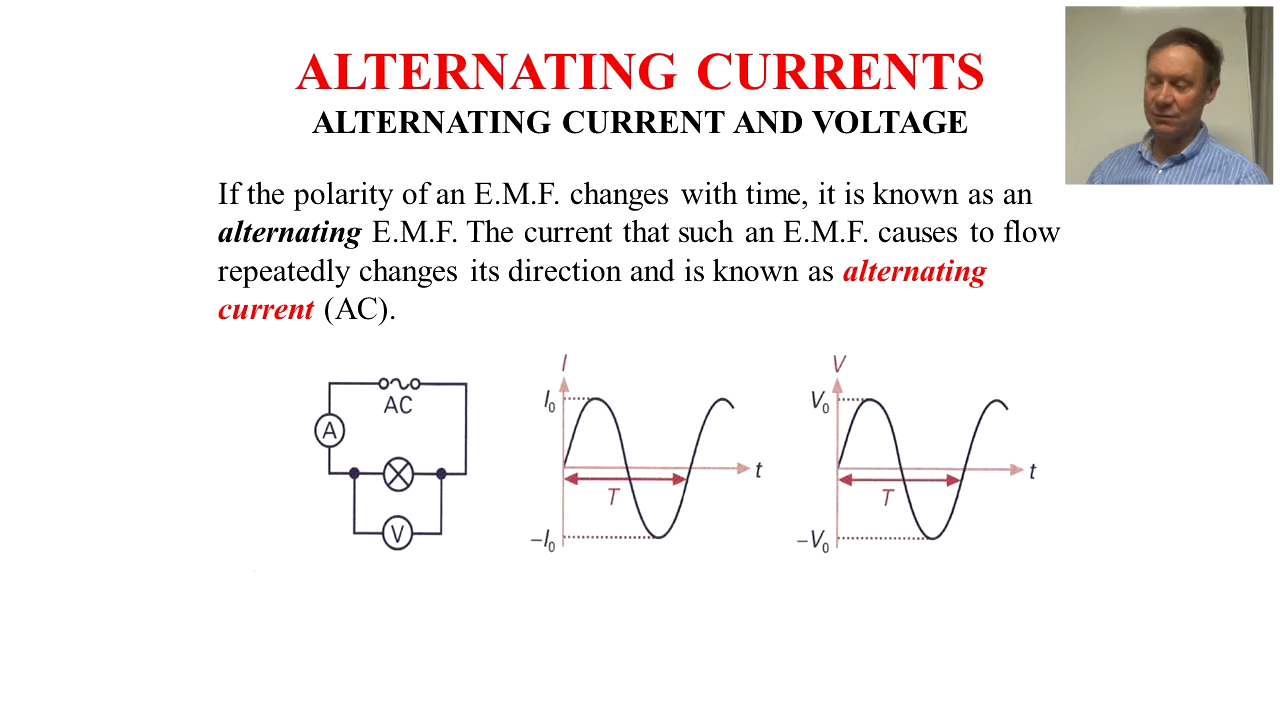 ALTERNATING CURRENTS
ALTERNATING CURRENT AND VOLTAGE
If the polarity of an E.M.F. changes with time, it is known as an
alternating E.M.F. The current that such an E.M.F. causes to flow
repeatedly changes its direction and is known as alternating
current (AC).
AC
A
V
I
I₀
T
t
–I₀
V
V₀
T
t
–V₀